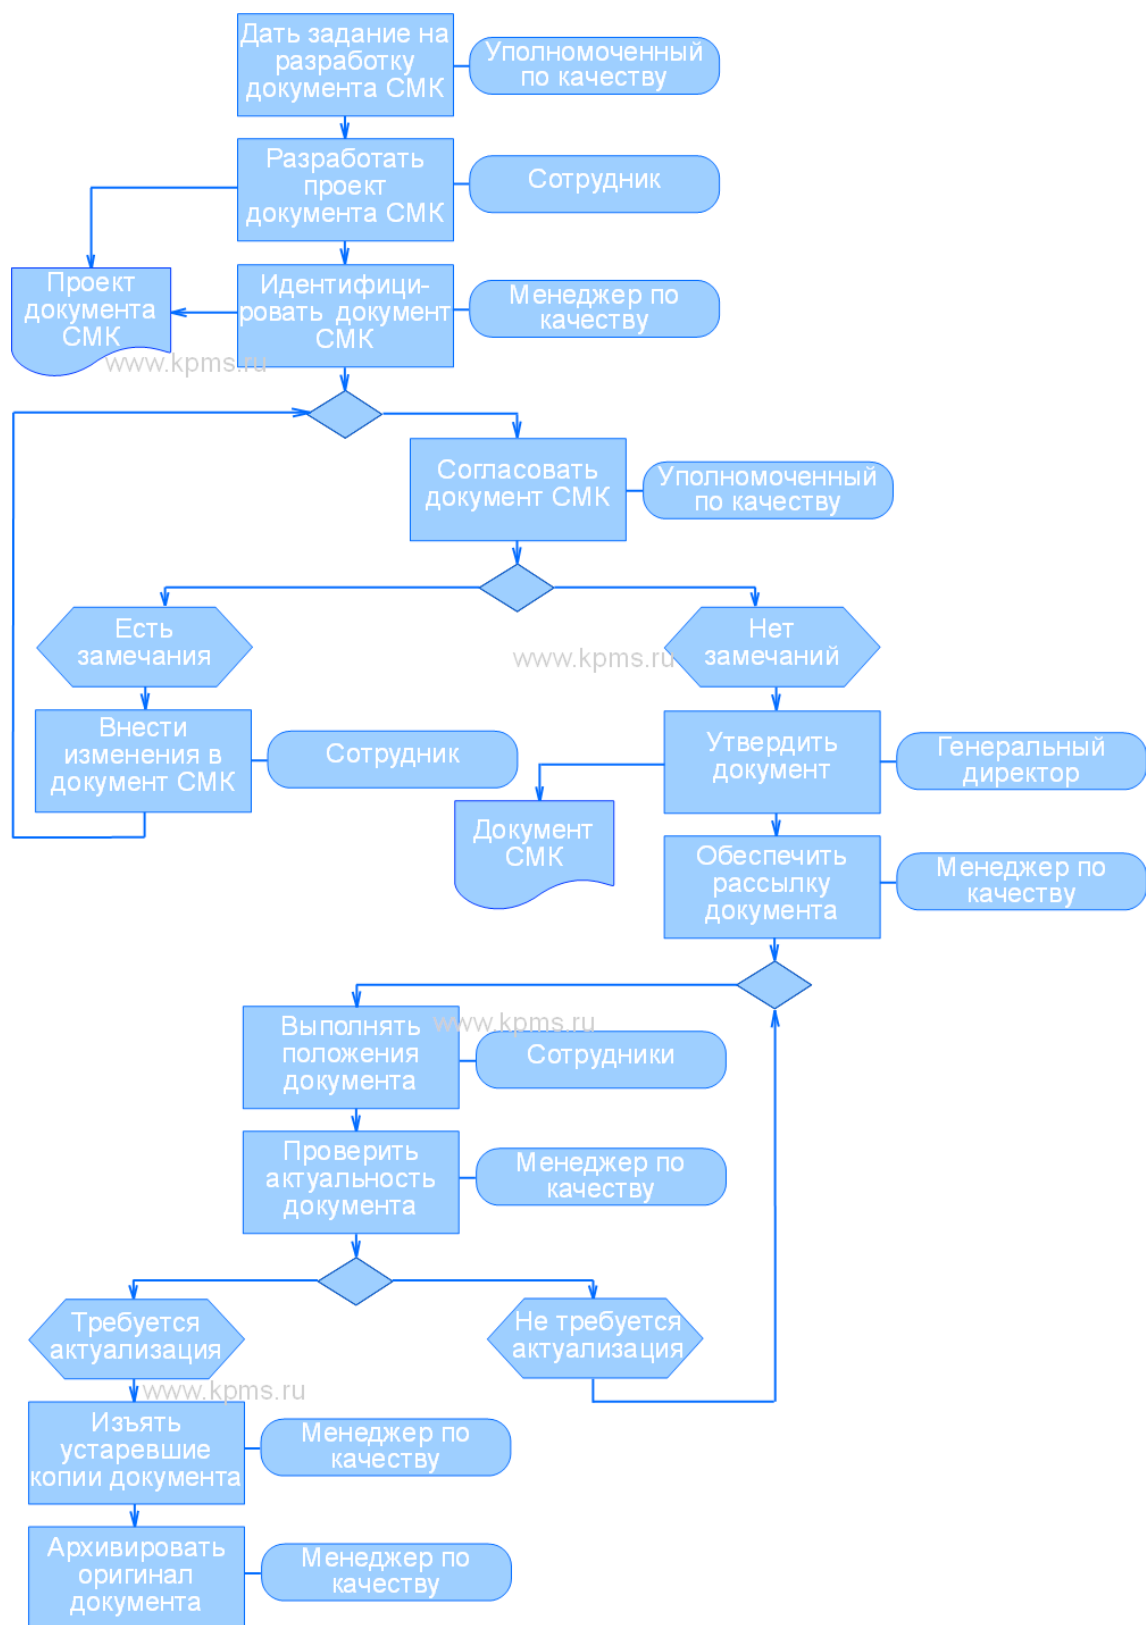 Дать задание на
разработку
документа СМК
Уполномоченный
по качеству
Разработать
проект
документа СМК
Сотрудник
Проект
документа
СМК
Идентифици-
ровать документ
СМК
Менеджер по
качеству
www.kpms.ru
Согласовать
документ СМК
Уполномоченный
по качеству
Есть
замечания
Нет
замечаний
www.kpms.ru
Внести
изменения в
документ СМК
Сотрудник
Утвердить
документ
Генеральный
директор
Документ
СМК
Обеспечить
рассылку
документа
Менеджер по
качеству
Выполнять
положения
документа
www.kpms.ru
Сотрудники
Проверить
актуальность
документа
Менеджер по
качеству
Требуется
актуализация
Не требуется
актуализация
www.kpms.ru
Изъять
устаревшие
копии документа
Менеджер по
качеству
Архивировать
оригинал
документа
Менеджер по
качеству